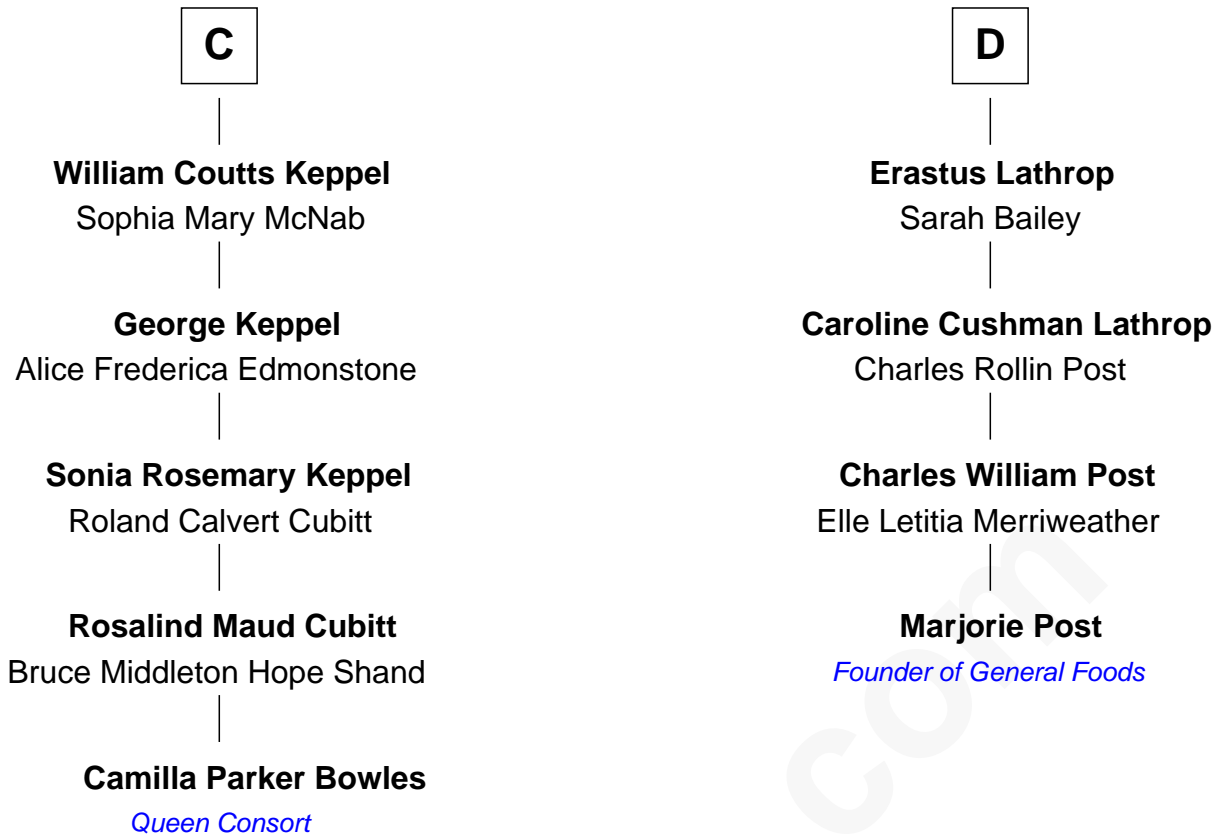 C
William Coutts Keppel
Sophia Mary McNab
George Keppel
Alice Frederica Edmonstone
Sonia Rosemary Keppel
Roland Calvert Cubitt
Rosalind Maud Cubitt
Bruce Middleton Hope Shand
Camilla Parker Bowles
Queen Consort
D
Erastus Lathrop
Sarah Bailey
Caroline Cushman Lathrop
Charles Rollin Post
Charles William Post
Elle Letitia Merriweather
Marjorie Post
Founder of General Foods
com